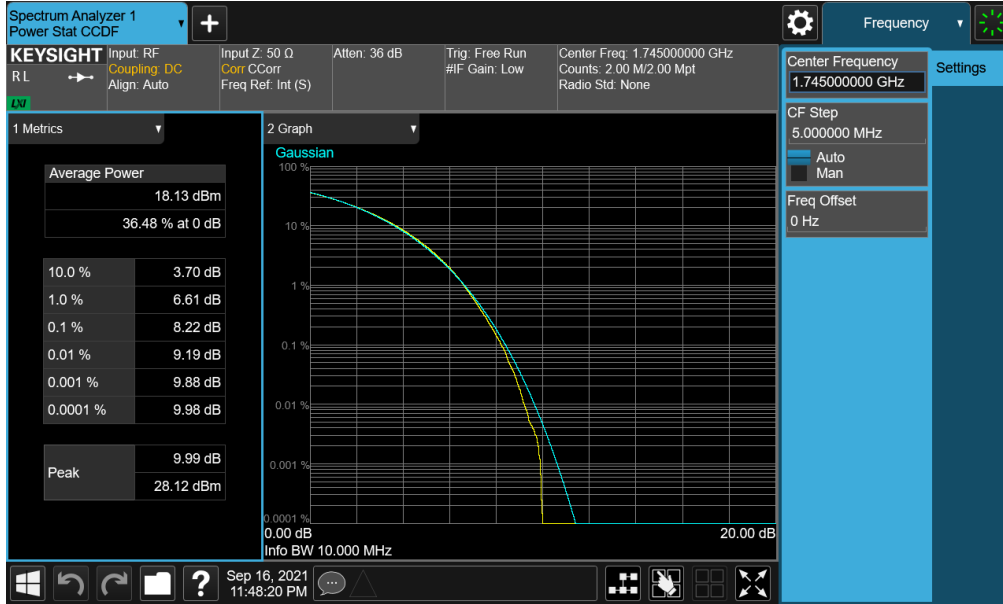 Spectrum Analyzer 1
Power Stat CCDF
Frequency
KEYSIGHT
RL
LXI
Input: RF
Coupling: DC
Align: Auto
Input Z: 50 Ω
Corr CCorr
Freq Ref: Int (S)
Atten: 36 dB
Trig: Free Run
#IF Gain: Low
Center Freq: 1.745000000 GHz
Counts: 2.00 M/2.00 Mpt
Radio Std: None
Center Frequency
1.745000000 GHz
Settings
CF Step
5.000000 MHz
Auto
Man
Freq Offset
0 Hz
1 Metrics
Average Power
18.13 dBm
36.48 % at 0 dB
10.0 % 3.70 dB
1.0 % 6.61 dB
0.1 % 8.22 dB
0.01 % 9.19 dB
0.001 % 9.88 dB
0.0001 % 9.98 dB
Peak
9.99 dB
28.12 dBm
2 Graph
Gaussian
100 %
10 %
1 %
0.1 %
0.01 %
0.001 %
0.0001 %
0.00 dB 20.00 dB
Info BW 10.000 MHz
?
Sep 16, 2021
11:48:20 PM